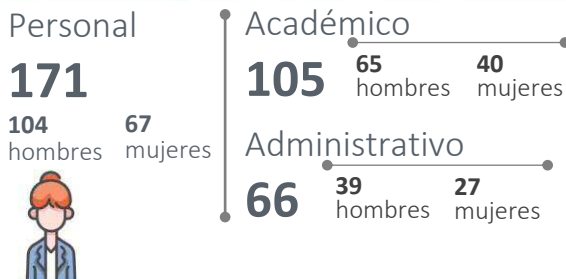 Personal
171
104 67
hombres mujeres
Académico
105
65 40
hombres mujeres
Administrativo
66
39 27
hombres mujeres